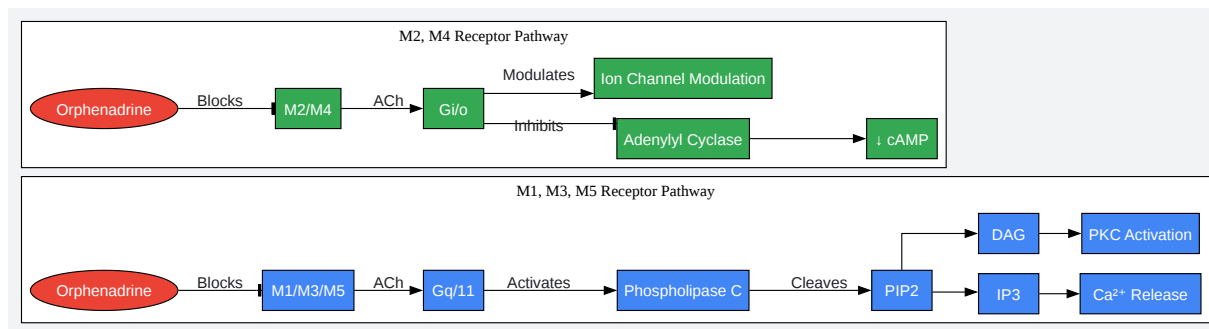 M2, M4 Receptor Pathway
Orphenadrine
Blocks
M2/M4
ACh
Gi/o
Modulates
Ion Channel Modulation
Inhibits
Adenylyl Cyclase
↓ cAMP
M1, M3, M5 Receptor Pathway
Orphenadrine
Blocks
M1/M3/M5
ACh
Gq/11
Activates
Phospholipase C
Cleaves
PIP2
DAG
PKC Activation
IP3
Ca²⁺ Release